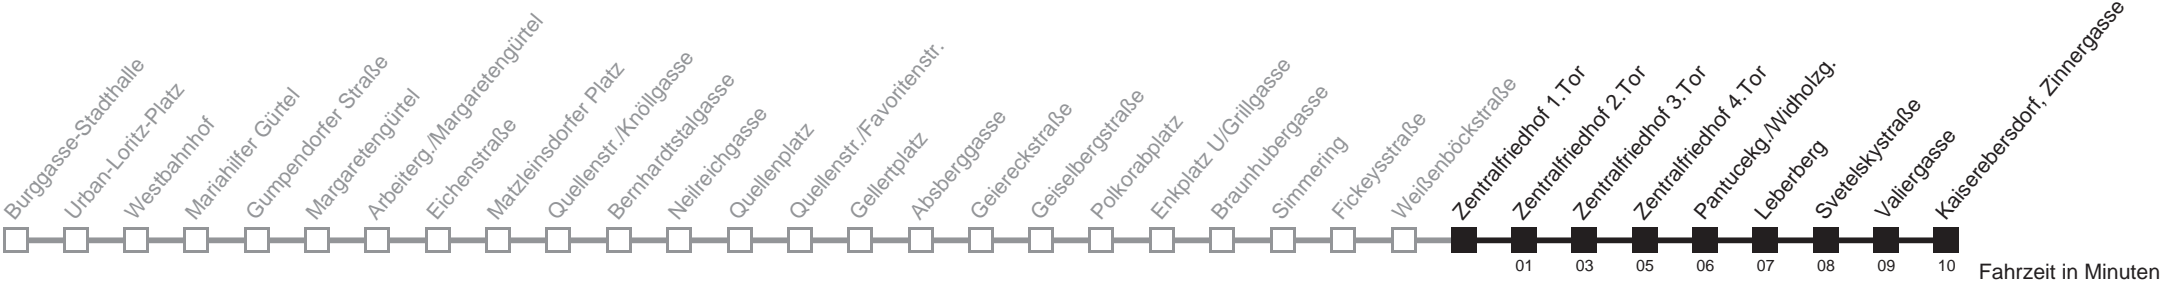 Burggasse-Stadthalle
Urban-Loritz-Platz
Westbahnhof
Mariahilfer Gürtel
Gumpendorfer Straße
Margaretengürtel
Arbeiterg./Margaretengürtel
Eichenstraße
Matzleinsdorfer Platz
Quellenstr./Knöllgasse
Bernhardtstalgasse
Neilreichgasse
Quellenplatz
Quellenstr./Favoritenstr.
Gellertplatz
Absberggasse
Geiereckstraße
Geiselbergstraße
Polkorabplatz
Enkplatz U/Grillgasse
Braunhubergasse
Simmering
Fickeysstraße
Weißenböckstraße
Zentralfriedhof 1.Tor
Zentralfriedhof 2.Tor
Zentralfriedhof 3.Tor
Zentralfriedhof 4.Tor
Pantucekg./Widholzg.
Leberberg
Svetelskystraße
Valiergasse
Kaiserebersdorf, Zinnergasse
01 03 05 06 07 08 09 10
Fahrzeit in Minuten